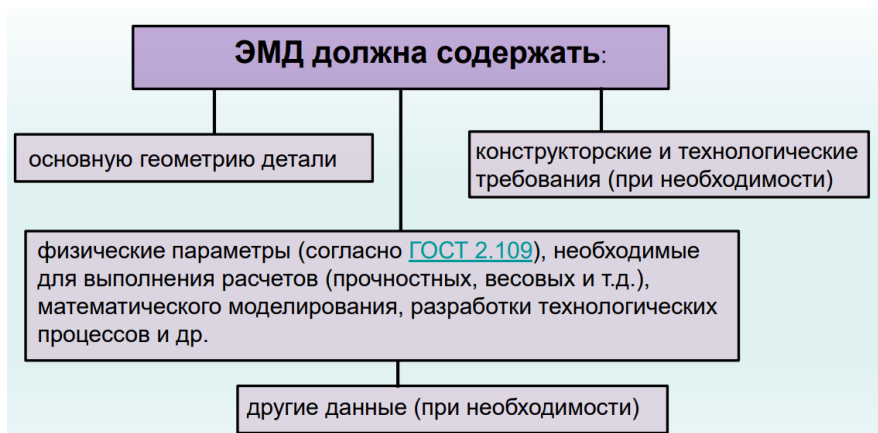 ЭМД должна содержать:
основную геометрию детали
конструкторские и технологические
требования (при необходимости)
физические параметры (согласно ГОСТ 2.109), необходимые
для выполнения расчетов (прочностных, весовых и т.д.),
математического моделирования, разработки технологических
процессов и др.
другие данные (при необходимости)